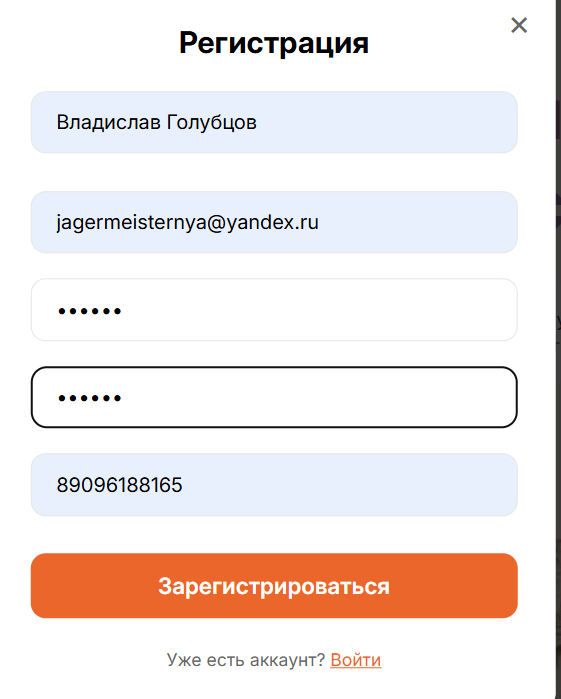 Регистрация
Владислав Голубцов
jagermeisternya@yandex.ru
••••••
••••••
89096188165
Зарегистрироваться
Уже есть аккаунт? Войти